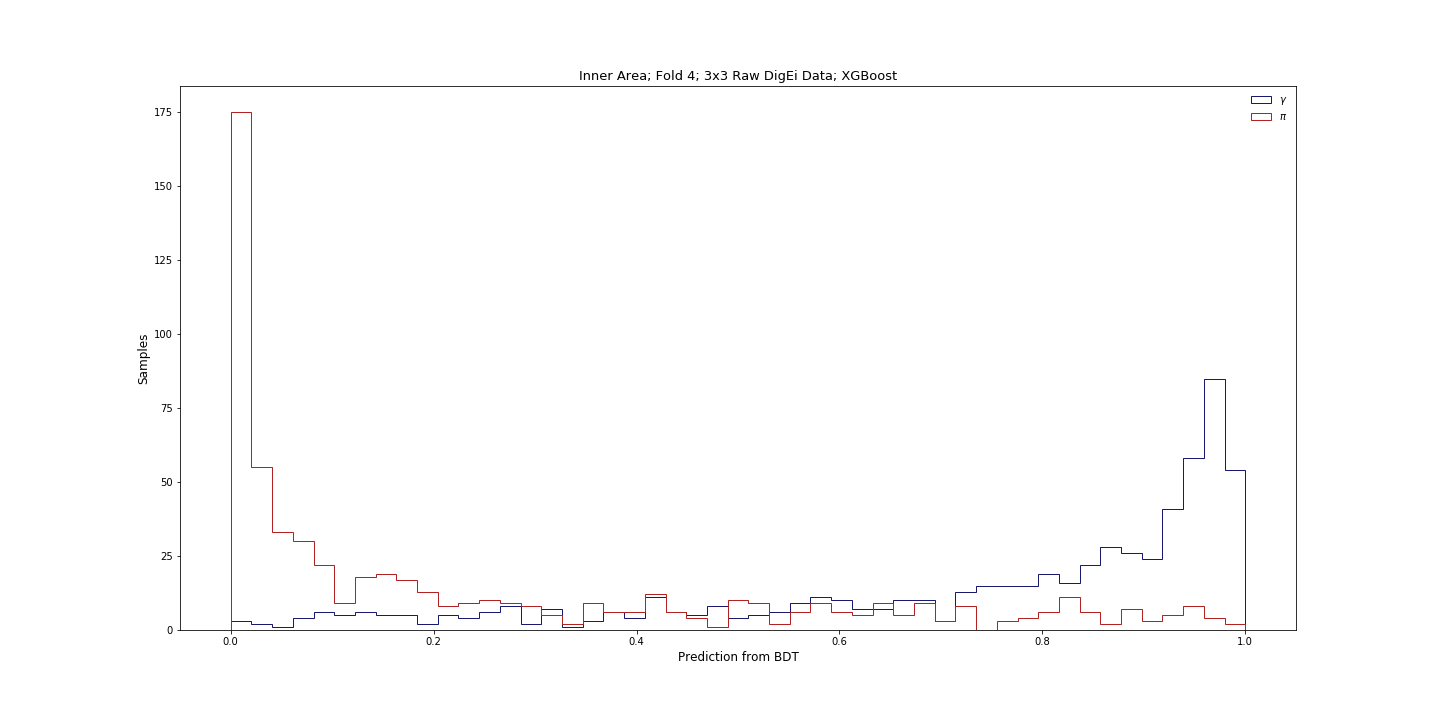 Inner Area; Fold 4; 3x3 Raw DigEi Data; XGBoost
γ
π
175
150
125
100
75
50
25
0
Samples
0.0 0.2 0.4 0.6 0.8 1.0
Prediction from BDT